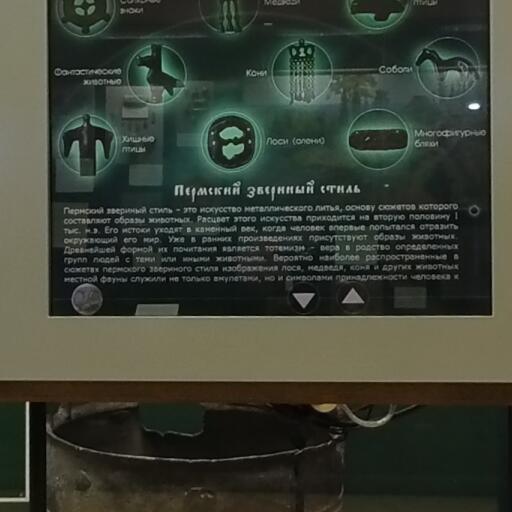 Солярные
знаки
Медведи
птицы
Фантастические
животные
Кони
Соболи
Хищные
птицы
Лоси (олени)
Многофигурные
бляхи
Пермский звериный стиль
Пермский звериный стиль - это искусство металлического литья, основу сюжетов которого
составляют образы животных. Расцвет этого искусства приходится на вторую половину I
тыс. н.э. Его истоки уходят в каменный век, когда человек впервые попытался отразить
окружающий его мир. Уже в ранних произведениях присутствуют образы животных.
Древнейшей формой их почитания является тотемизм - вера в родство определенных
групп людей с теми или иными животными. Вероятно наиболее распространенные в
сюжетах пермского звериного стиля изображения лося, медведя, коня и других животных
местной фауны служили не только амулетами, но и символами принадлежности человека к